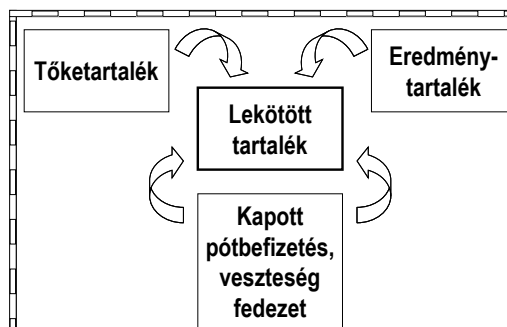 Tőketartalék
Eredmény-
tartalék
Lekötött
tartalék
Kapott
pótbefizetés,
veszteség
fedezet